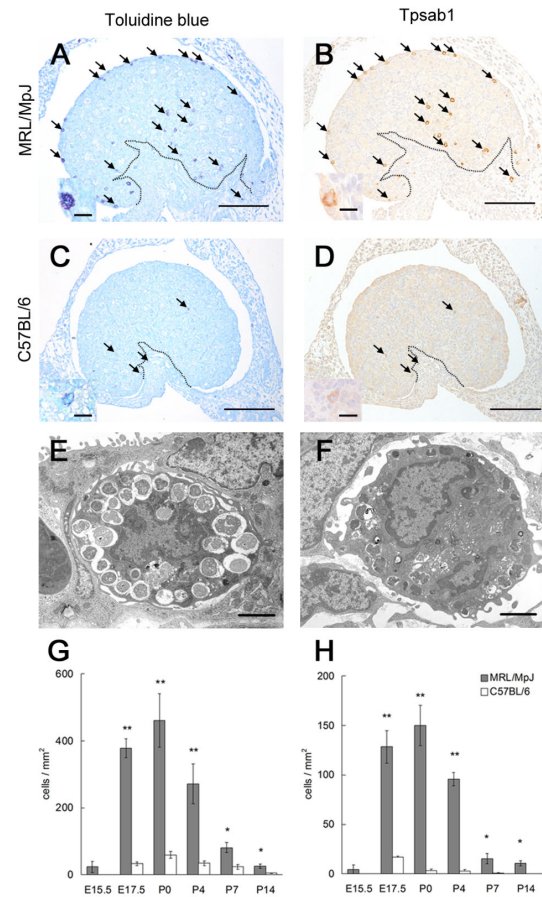 Toluidine blue
Tpsab1
MRL/MpJ
A
B
C57BL/6
C
D
E
F
G
H
600
400
200
0
cells / mm2
**
**
**
*
*
E15.5 E17.5 P0 P4 P7 P14
200
150
100
50
0
cells / mm2
**
**
**
*
*
MRL/MpJ
C57BL/6
E15.5 E17.5 P0 P4 P7 P14